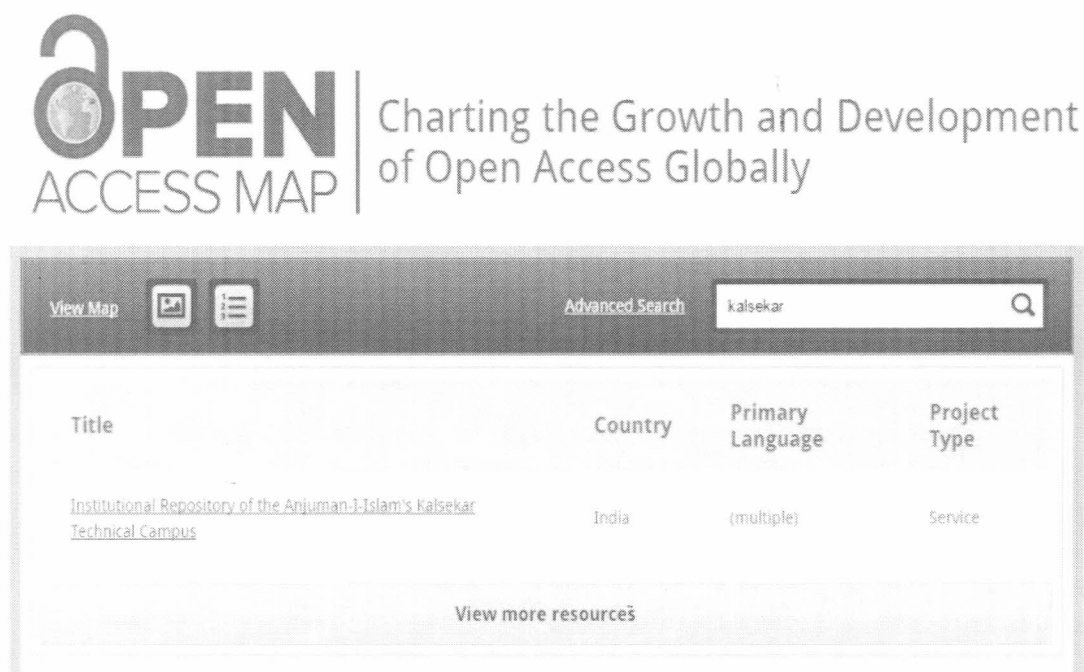 OPEN
ACCESS MAP
Charting the Growth and Development
of Open Access Globally
View Map
Advanced Search
kalsekar
Title
Country
Primary
Language
Project
Type
Institutional Repository of the Anjuman-I-Islam's Kalsekar
Technical Campus
India
(multiple)
Service
View more resources